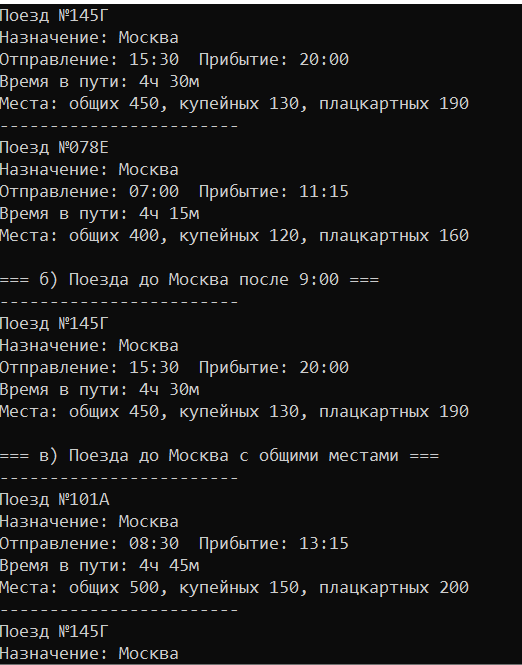 Поезд №145Г
Назначение: Москва
Отправление: 15:30  Прибытие: 20:00
Время в пути: 4ч 30м
Места: общих 450, купейных 130, плацкартных 190
------------------------
Поезд №078Е
Назначение: Москва
Отправление: 07:00  Прибытие: 11:15
Время в пути: 4ч 15м
Места: общих 400, купейных 120, плацкартных 160

=== б) Поезда до Москва после 9:00 ===
------------------------
Поезд №145Г
Назначение: Москва
Отправление: 15:30  Прибытие: 20:00
Время в пути: 4ч 30м
Места: общих 450, купейных 130, плацкартных 190

=== в) Поезда до Москва с общими местами ===
------------------------
Поезд №101А
Назначение: Москва
Отправление: 08:30  Прибытие: 13:15
Время в пути: 4ч 45м
Места: общих 500, купейных 150, плацкартных 200
------------------------
Поезд №145Г
Назначение: Москва